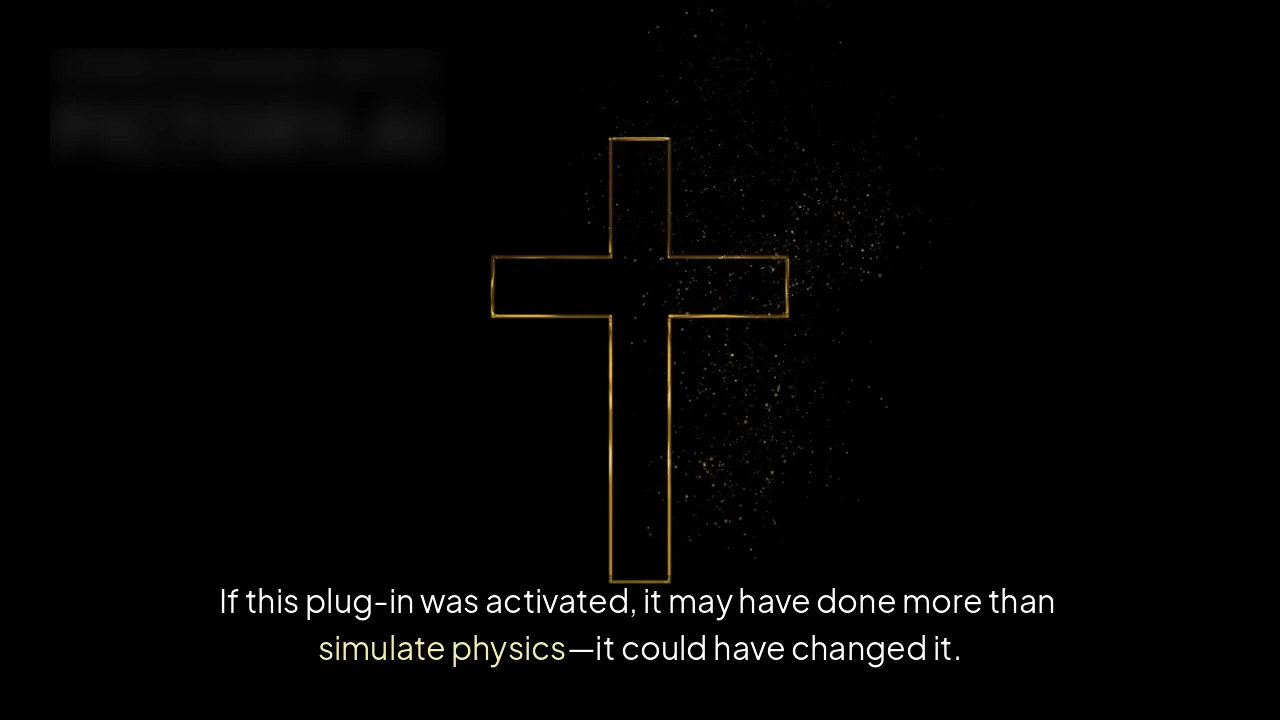 If this plug-in was activated, it may have done more than
simulate physics—it could have changed it.